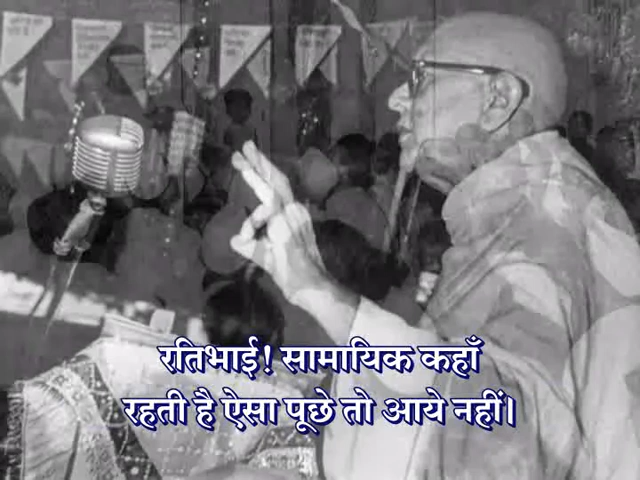 रतिभाई! सामायिक कहाँ
रहती है ऐसा पूछे तो आये नहीं।